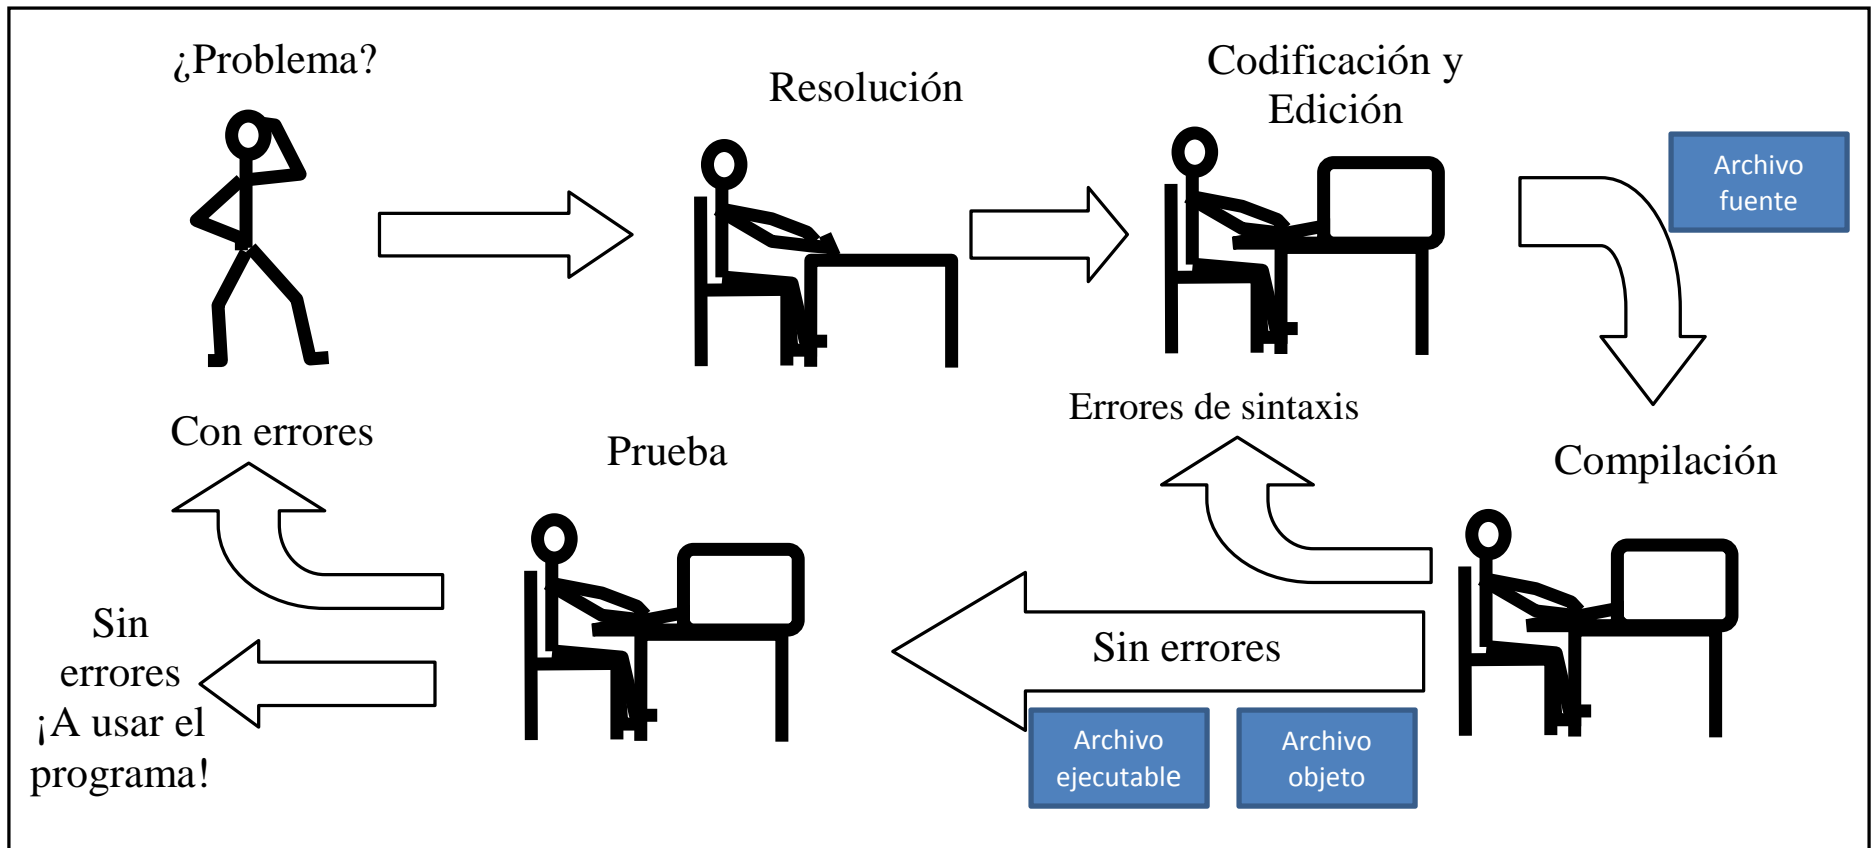 ¿Problema?
Resolución
Codificación y
Edición
Archivo
fuente
Errores de sintaxis
Compilación
Con errores
Prueba
Sin errores
Archivo
ejecutable
Archivo
objeto
Sin
errores
¡A usar el
programa!